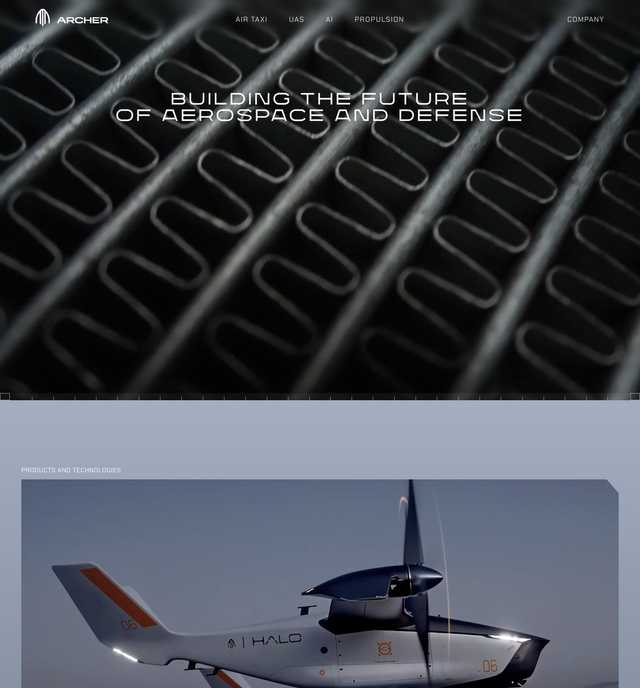 ARCHER
AIR TAXI
UAS
AI
PROPULSION
COMPANY
BUILDING THE FUTURE
OF AEROSPACE AND DEFENSE
PRODUCTS AND TECHNOLOGIES
06
HALO
06